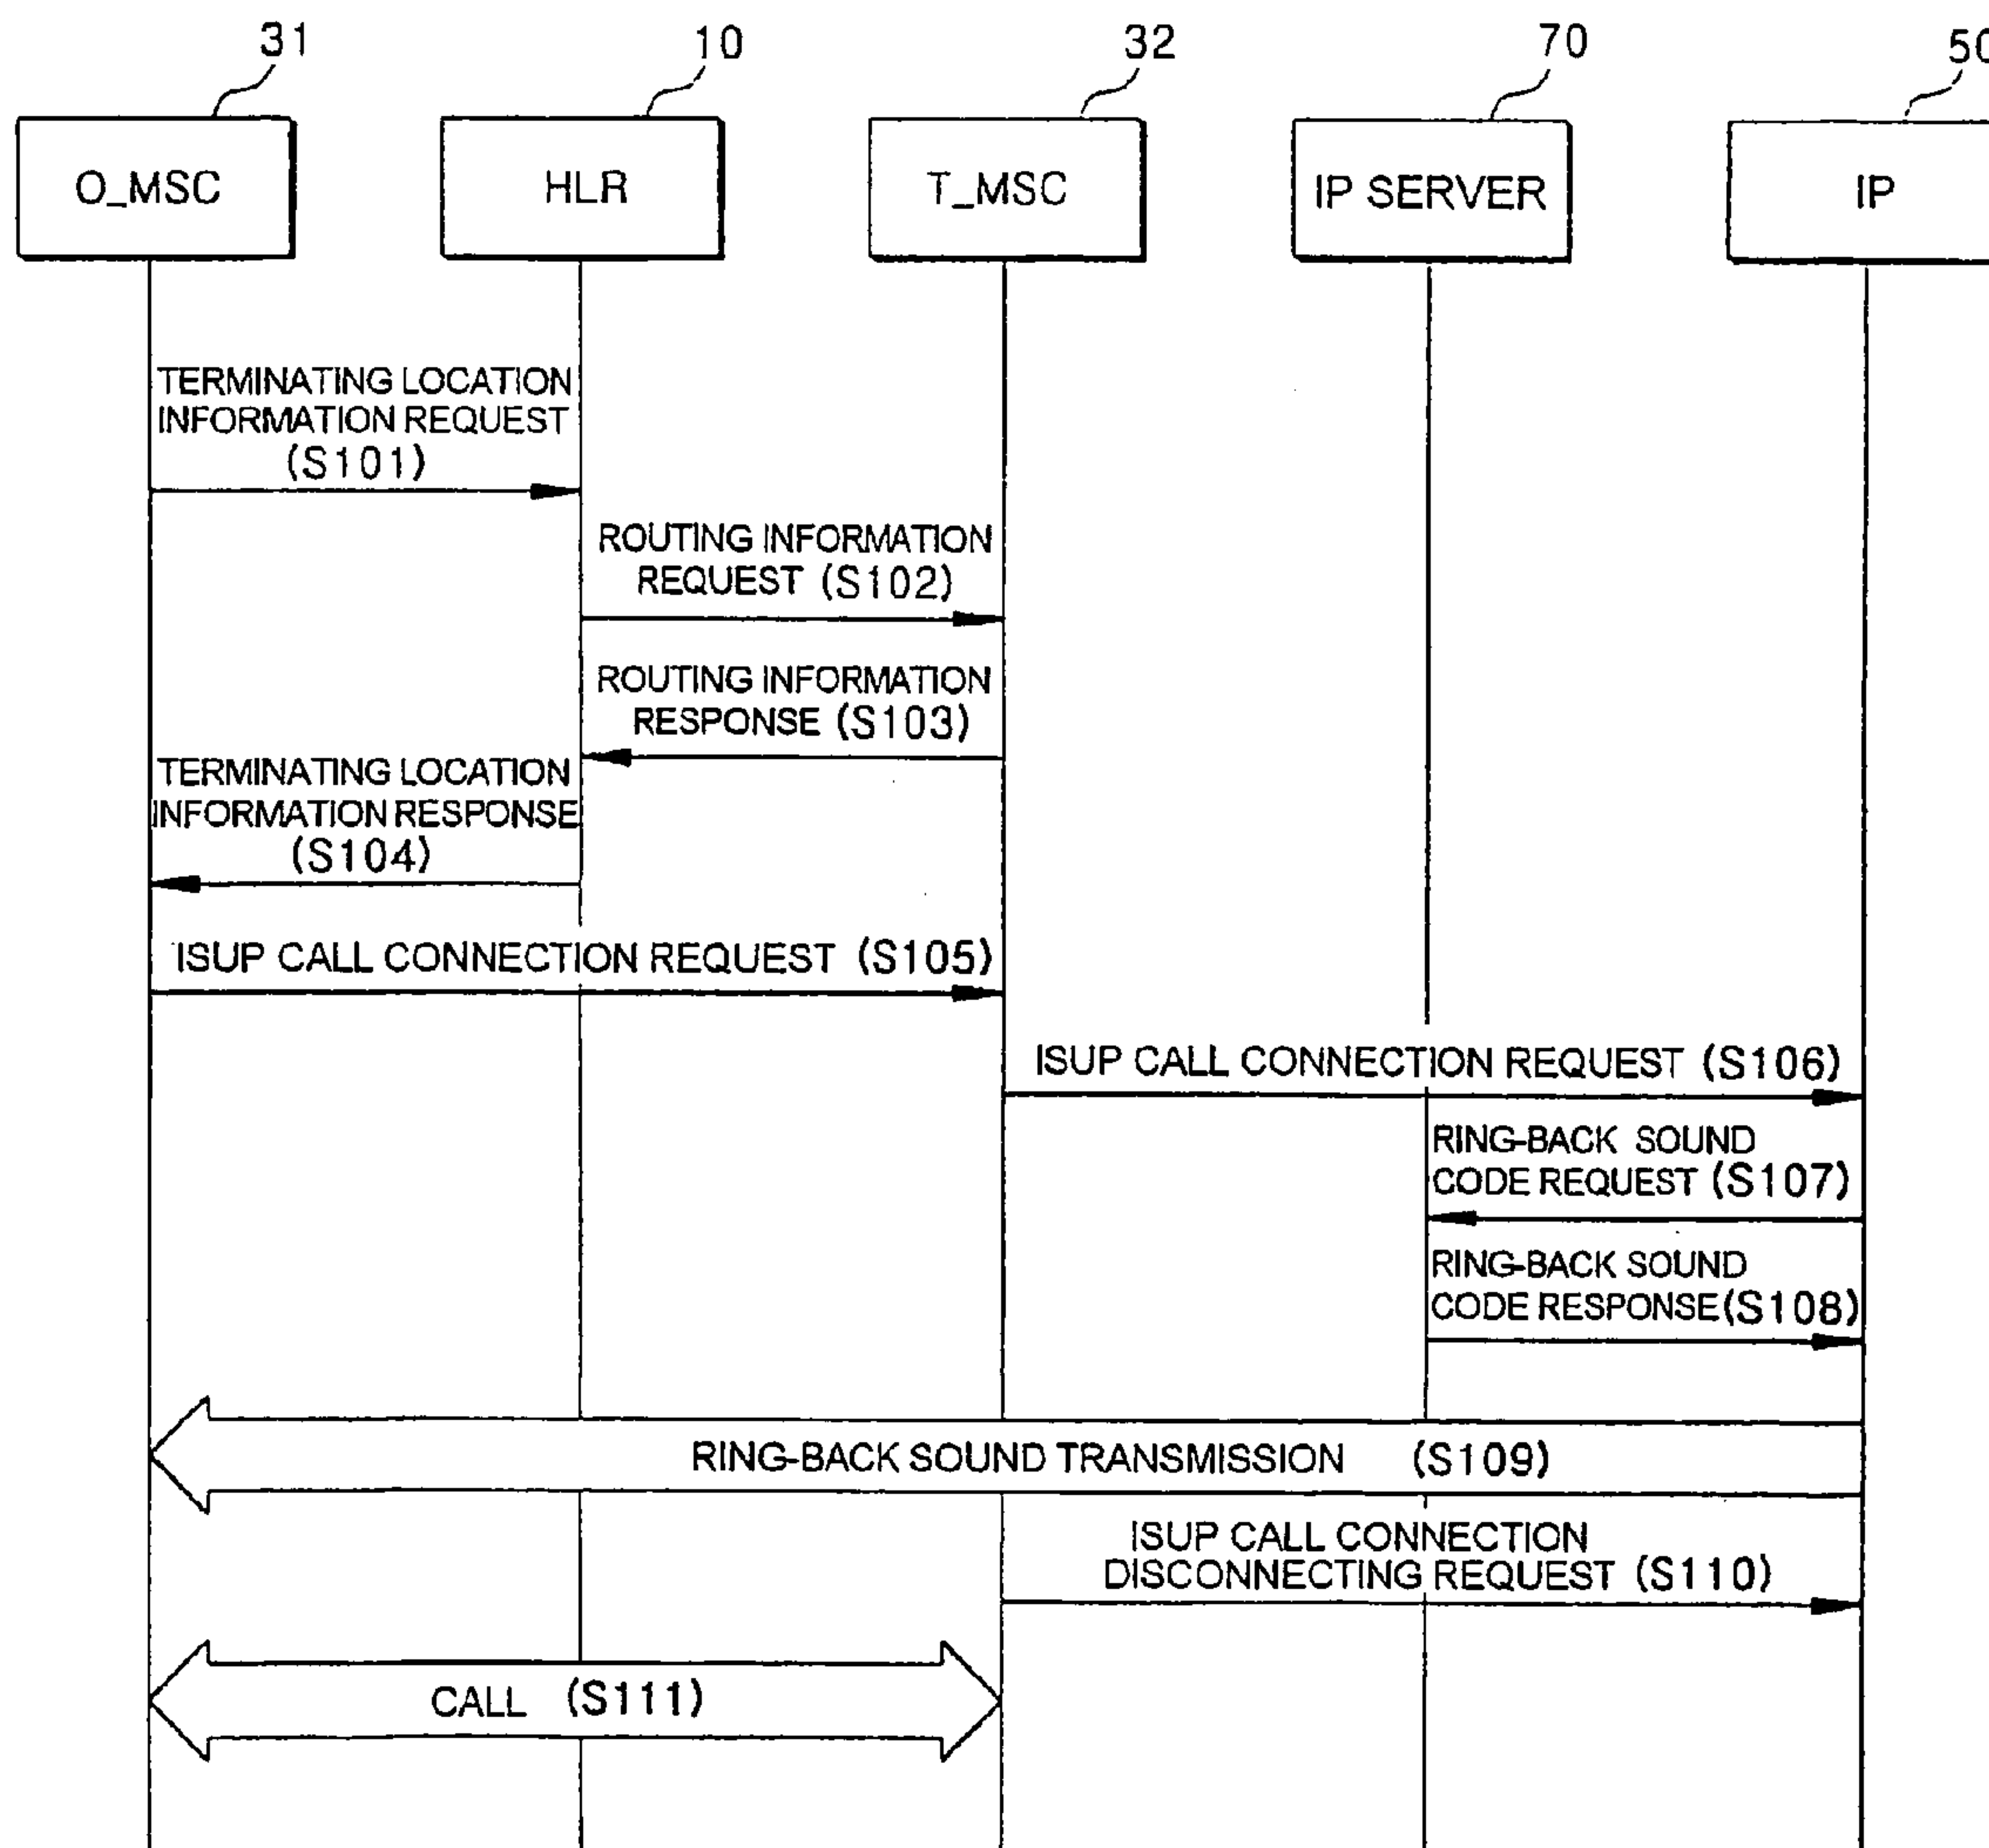 31
10
32
70
50
O_MSC
HLR
T_MSC
IP SERVER
IP
TERMINATING LOCATION
INFORMATION REQUEST
(S101)
ROUTING INFORMATION
REQUEST (S102)
ROUTING INFORMATION
RESPONSE (S103)
TERMINATING LOCATION
INFORMATION RESPONSE
(S104)
ISUP CALL CONNECTION REQUEST (S105)
ISUP CALL CONNECTION REQUEST (S106)
RING-BACK SOUND
CODE REQUEST (S107)
RING-BACK SOUND
CODE RESPONSE(S108)
RING-BACK SOUND TRANSMISSION (S109)
ISUP CALL CONNECTION
DISCONNECTING REQUEST (S110)
CALL (S111)